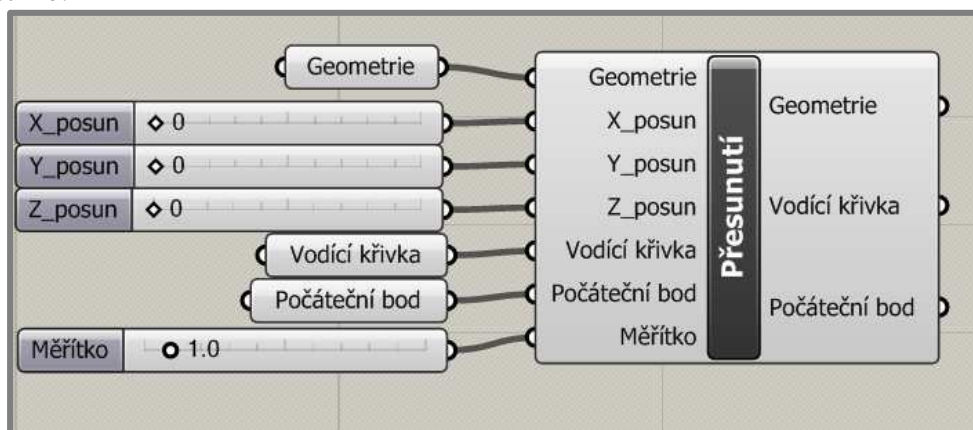 Geometrie
X_posun 0
Y_posun 0
Z_posun 0
Vodící křivka
Počáteční bod
Měřítko 1.0
Geometrie
X_posun
Y_posun
Z_posun
Vodící křivka
Počáteční bod
Měřítko
Přesunutí
Geometrie
Vodící křivka
Počáteční bod